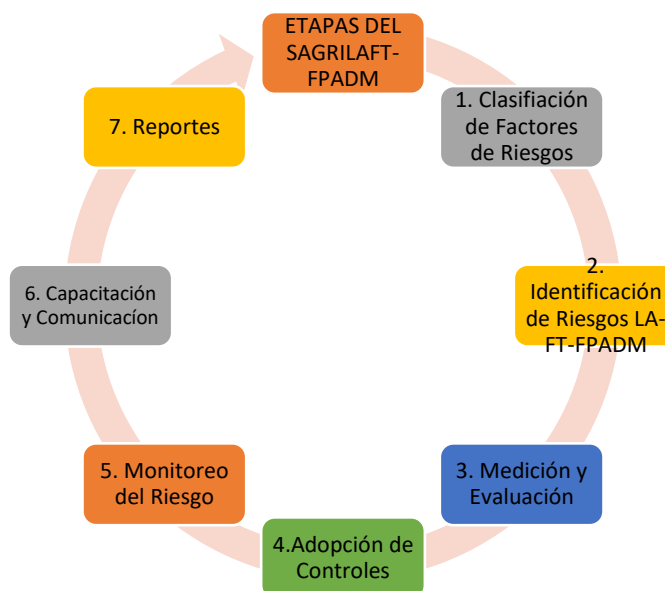 ETAPAS DEL
SAGRILAFT-
FPADM
1. Clasifiación
de Factores
de Riesgos
2.
Identificación
de Riesgos LA-
FT-FPADM
3. Medición y
Evaluación
4.Adopción de
Controles
5. Monitoreo
del Riesgo
6. Capacitación
y Comunicacíon
7. Reportes